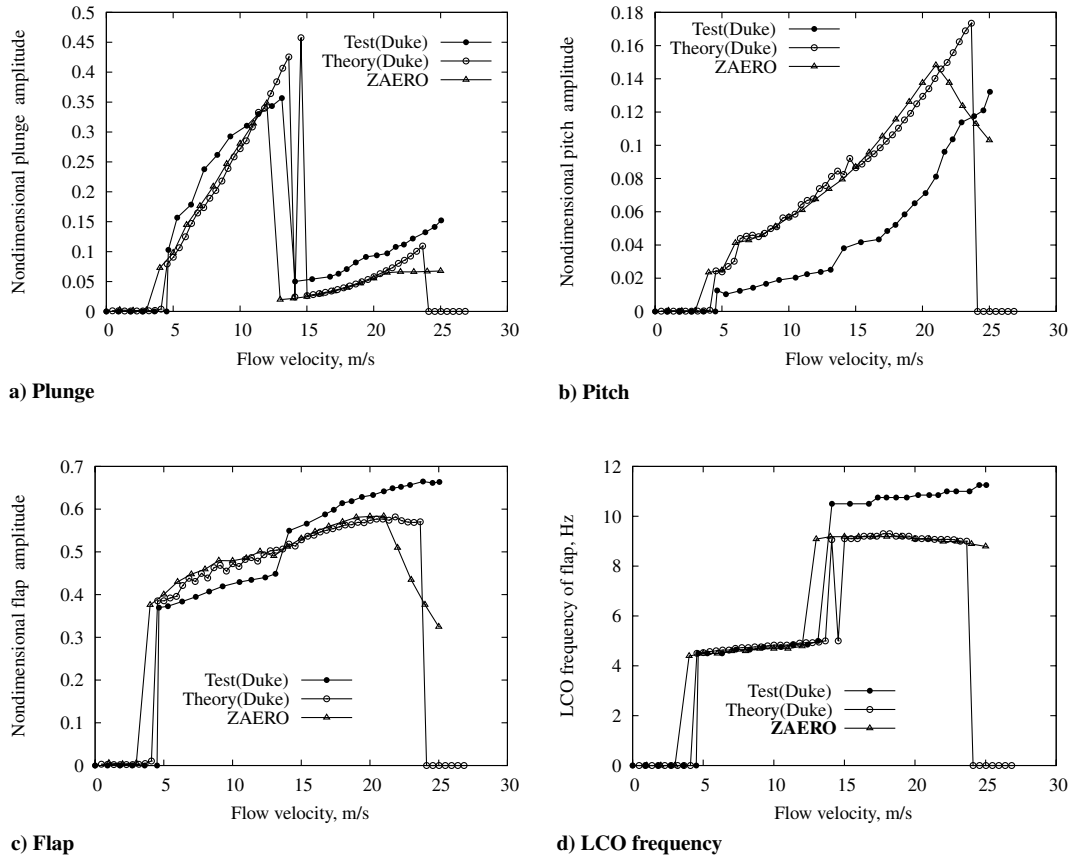 0.5
0.45
0.4
0.35
0.3
0.25
0.2
0.15
0.1
0.05
0
0 5 10 15 20 25 30
Nondimensional plunge amplitude
Flow velocity, m/s
Test(Duke)
Theory(Duke)
ZAERO
a) Plunge
0.18
0.16
0.14
0.12
0.1
0.08
0.06
0.04
0.02
0
0 5 10 15 20 25 30
Nondimensional pitch amplitude
Flow velocity, m/s
Test(Duke)
Theory(Duke)
ZAERO
b) Pitch
0.7
0.6
0.5
0.4
0.3
0.2
0.1
0
0 5 10 15 20 25 30
Nondimensional flap amplitude
Flow velocity, m/s
Test(Duke)
Theory(Duke)
ZAERO
c) Flap
12
10
8
6
4
2
0
0 5 10 15 20 25 30
LCO frequency of flap, Hz
Flow velocity, m/s
Test(Duke)
Theory(Duke)
ZAERO
d) LCO frequency